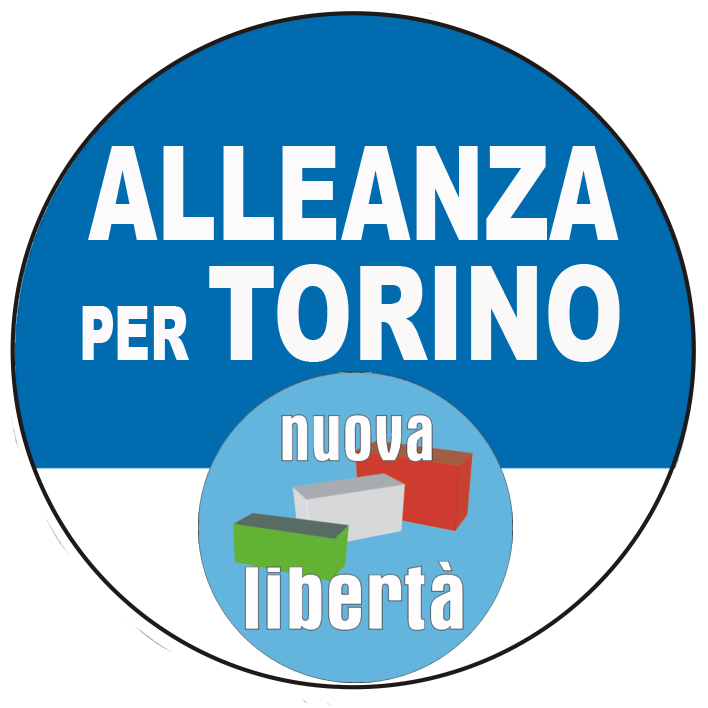 ALLEANZA
PER TORINO
nuova
libertà